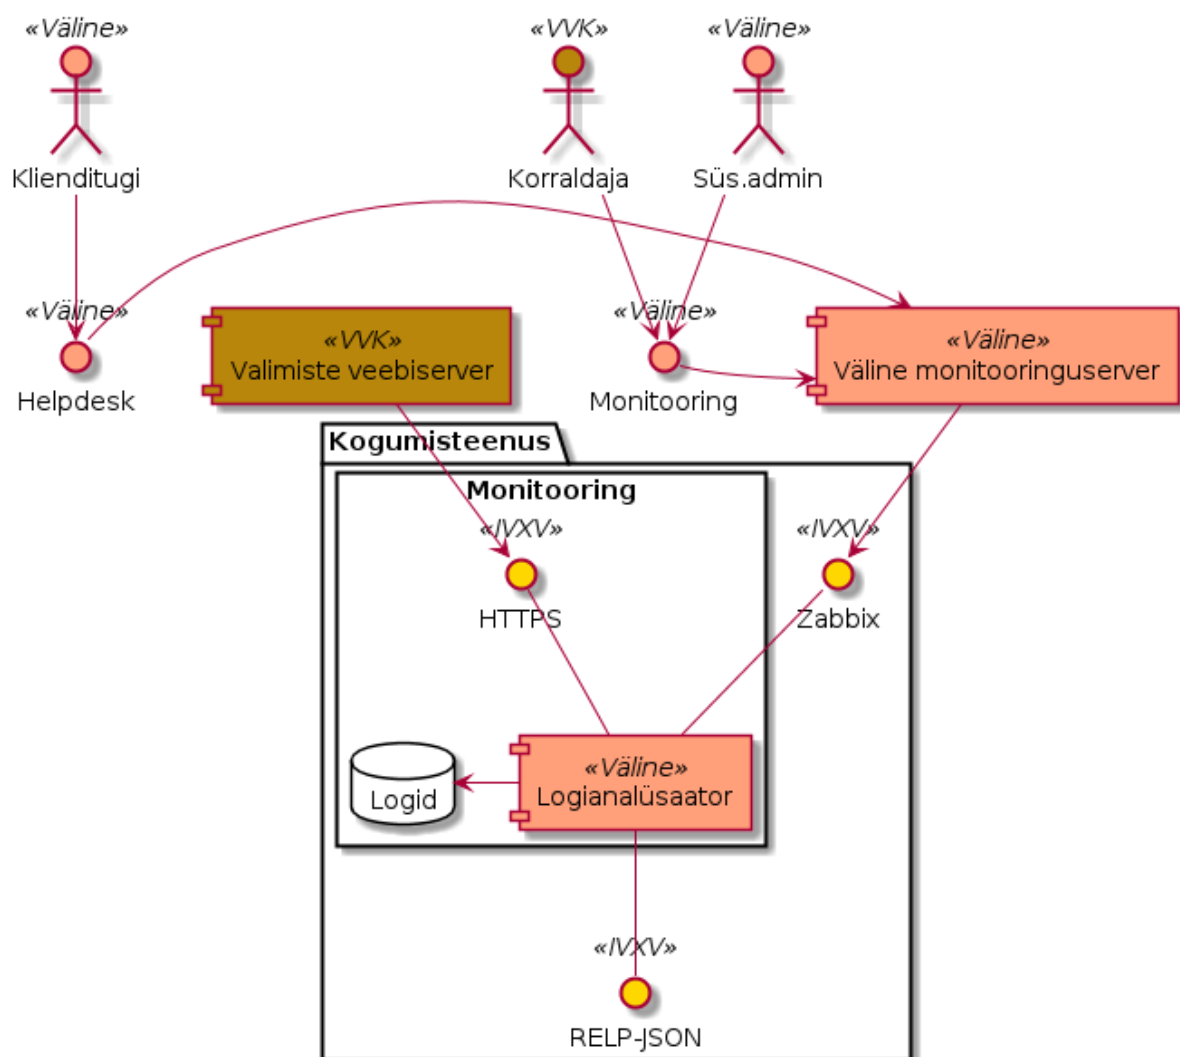 «Väline»
Klienditugi
«VVK»
Korraldaja
«Väline»
Süs.admin
«Väline»
Helpdesk
«VVK»
Valimiste veebiserver
«Väline»
Monitooring
«Väline»
Väline monitooringuserver
Kogumisteenus
Monitooring
«IVXV»
HTTPS
«IVXV»
Zabbix
Logid
«Väline»
Logianalüsaator
«IVXV»
RELP-JSON